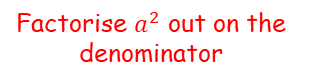 Factorise a² out on the
denominator